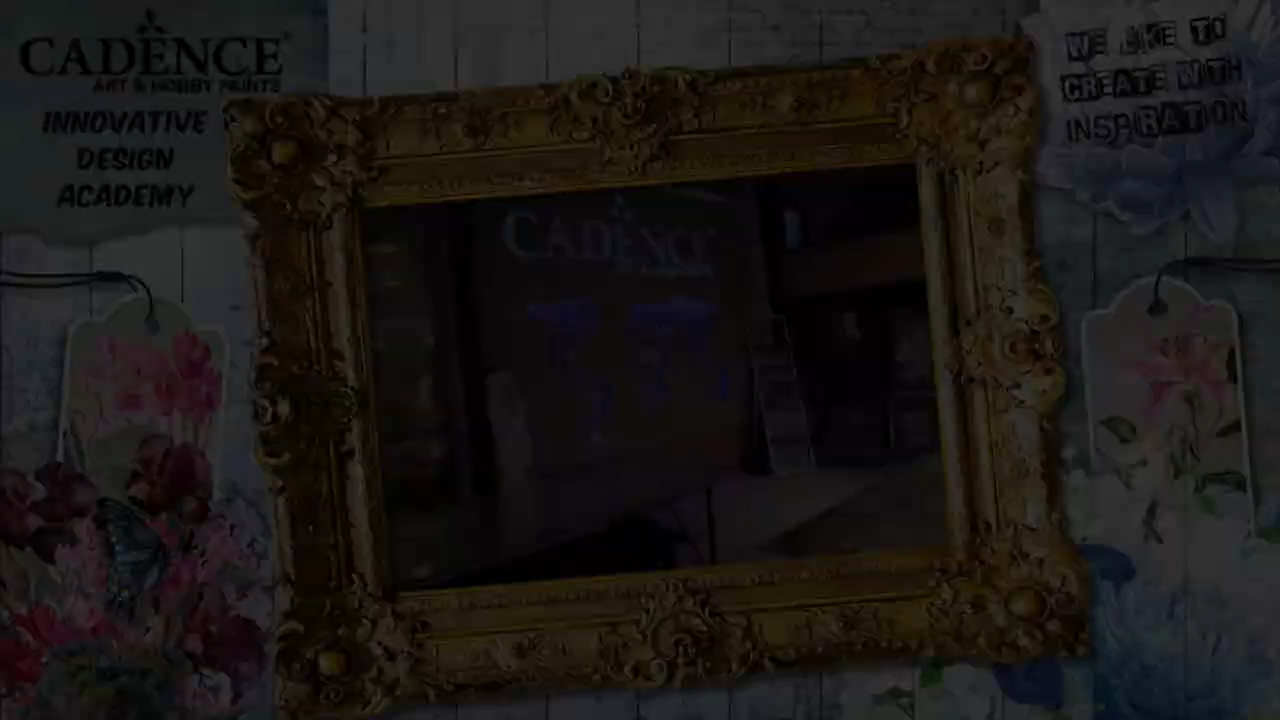 CADENCE
ART & HOBBY PAINTS
INNOVATIVE
DESIGN
ACADEMY
WE LIKE TO
CREATE WITH
INSPIRATION
CADENCE